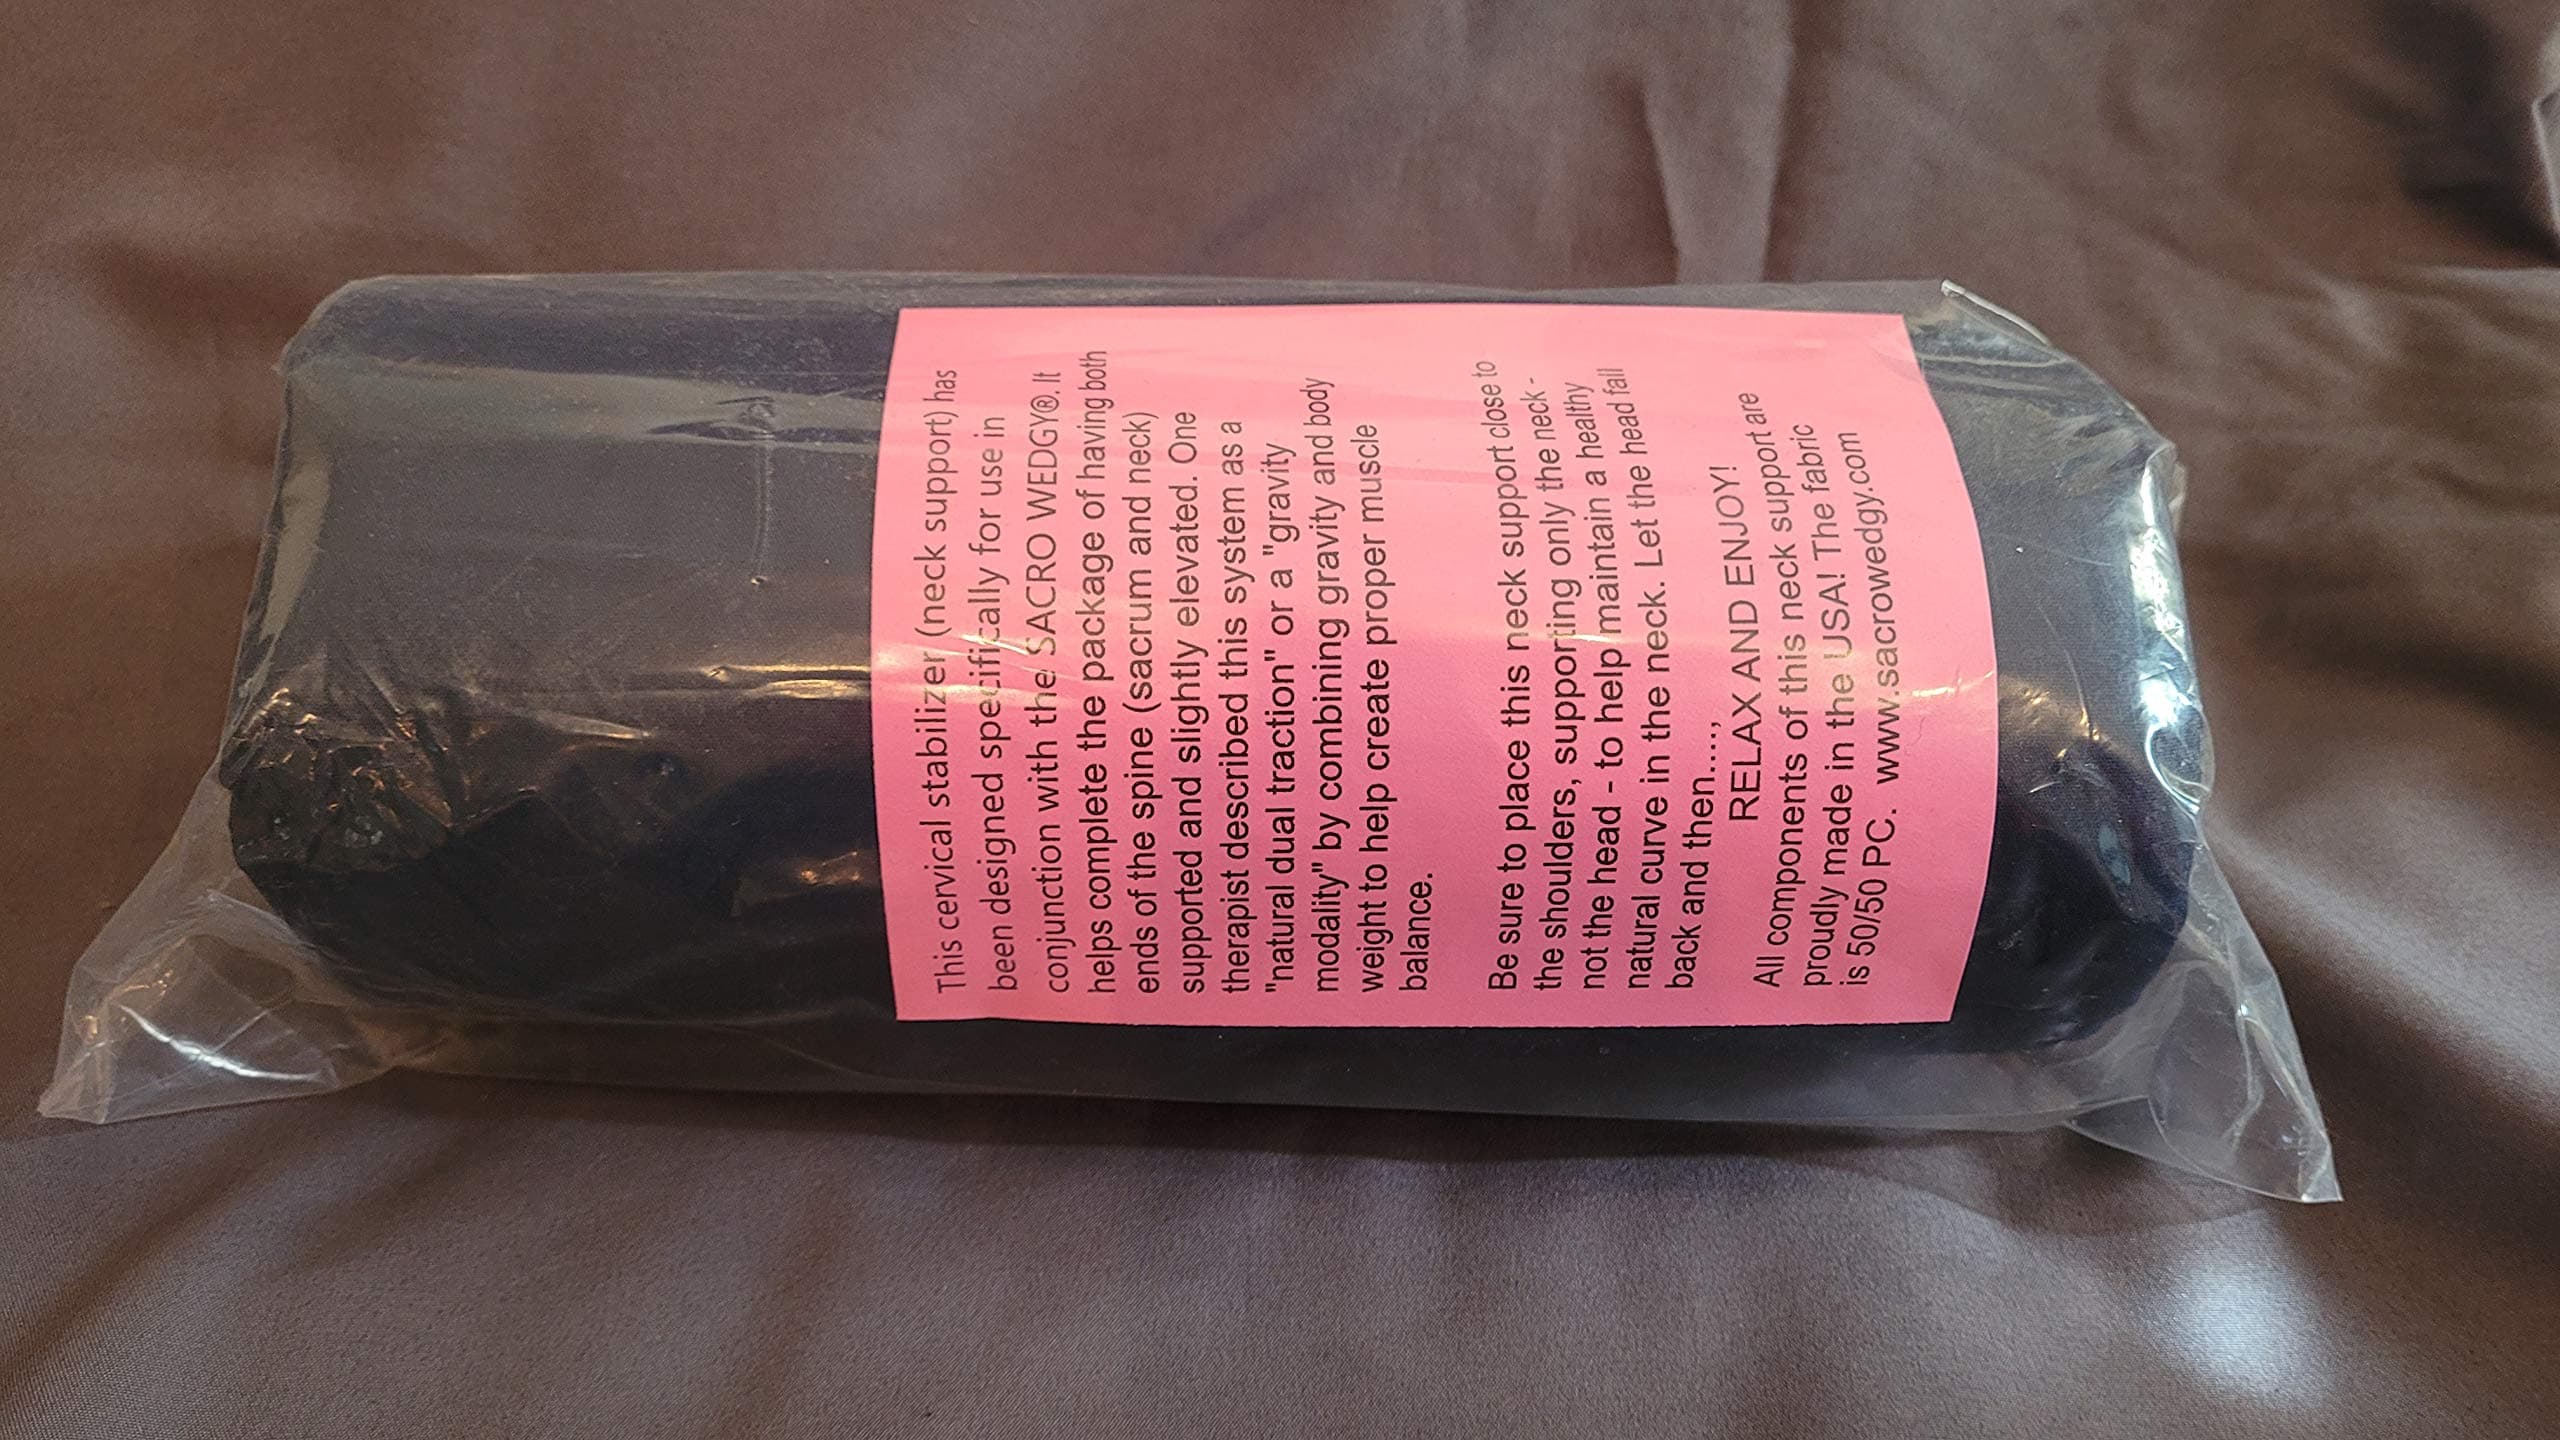 This cervical stabilizer (neck support) has
been designed specifically for use in
conjunction with the SACRO WEDGY®. It
helps complete the package of having both
ends of the spine (sacrum and neck)
supported and slightly elevated. One
therapist described this system as a
"natural dual traction" or a "gravity
modality" by combining gravity and body
weight to help create proper muscle
balance.
Be sure to place this neck support close to
the shoulders, supporting only the neck -
not the head - to help maintain a healthy
natural curve in the neck. Let the head fall
back and then....,
RELAX AND ENJOY!
All components of this neck support are
proudly made in the USA! The fabric
is 50/50 PC. www.sacrowedgy.com